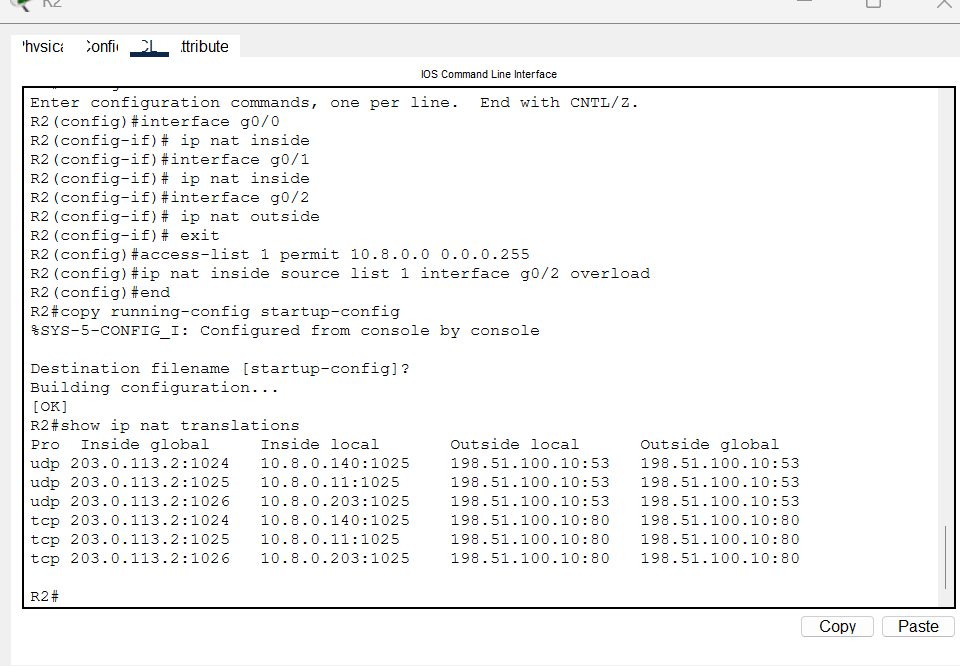 R2
IOS Command Line Interface
Enter configuration commands, one per line.  End with CNTL/Z.
R2(config)#interface g0/0
R2(config-if)# ip nat inside
R2(config-if)#interface g0/1
R2(config-if)# ip nat inside
R2(config-if)#interface g0/2
R2(config-if)# ip nat outside
R2(config-if)# exit
R2(config)#access-list 1 permit 10.8.0.0 0.0.0.255
R2(config)#ip nat inside source list 1 interface g0/2 overload
R2(config)#end
R2#copy running-config startup-config
%SYS-5-CONFIG_I: Configured from console by console
Destination filename [startup-config]?
Building configuration...
[OK]
R2#show ip nat translations
Pro  Inside global     Inside local       Outside local      Outside global
udp 203.0.113.2:1024   10.8.0.140:1025    198.51.100.10:53   198.51.100.10:53
udp 203.0.113.2:1025   10.8.0.11:1025     198.51.100.10:53   198.51.100.10:53
udp 203.0.113.2:1026   10.8.0.203:1025    198.51.100.10:53   198.51.100.10:53
tcp 203.0.113.2:1024   10.8.0.140:1025    198.51.100.10:80   198.51.100.10:80
tcp 203.0.113.2:1025   10.8.0.11:1025     198.51.100.10:80   198.51.100.10:80
tcp 203.0.113.2:1026   10.8.0.203:1025    198.51.100.10:80   198.51.100.10:80
R2#
Copy Paste